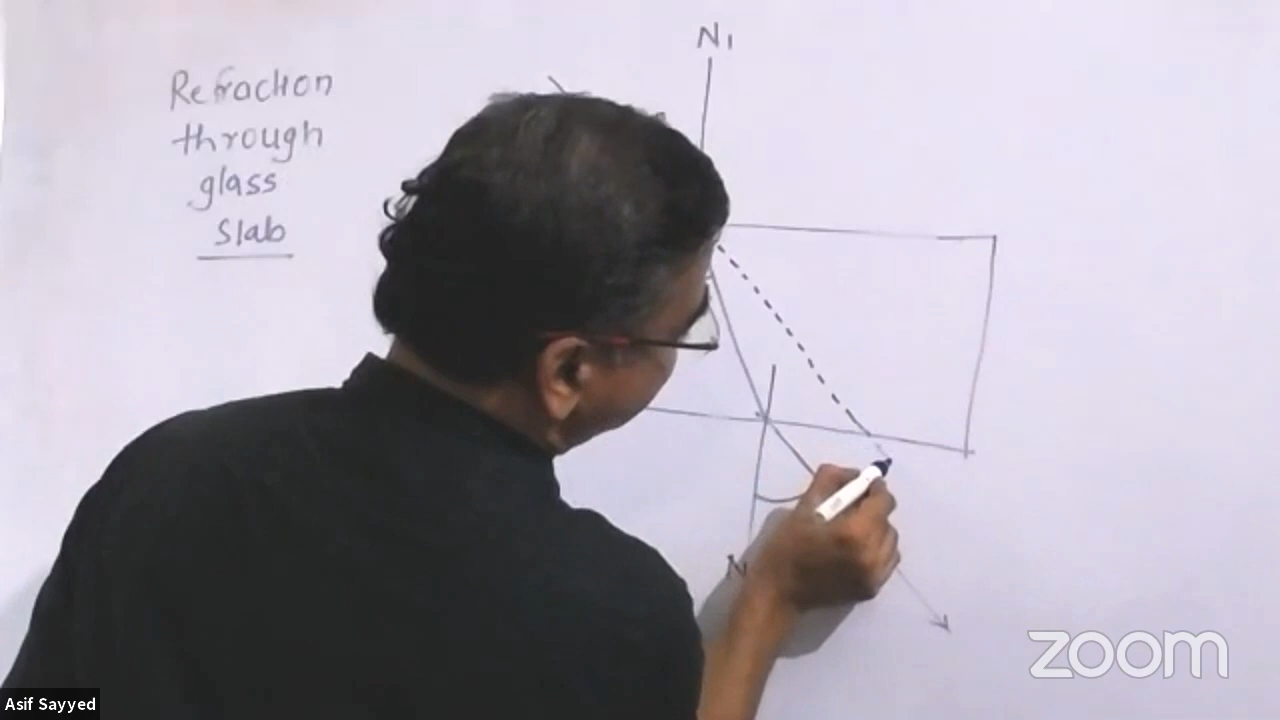 Refraction
through
glass
slab
N1
N
zoom
Asif Sayyed